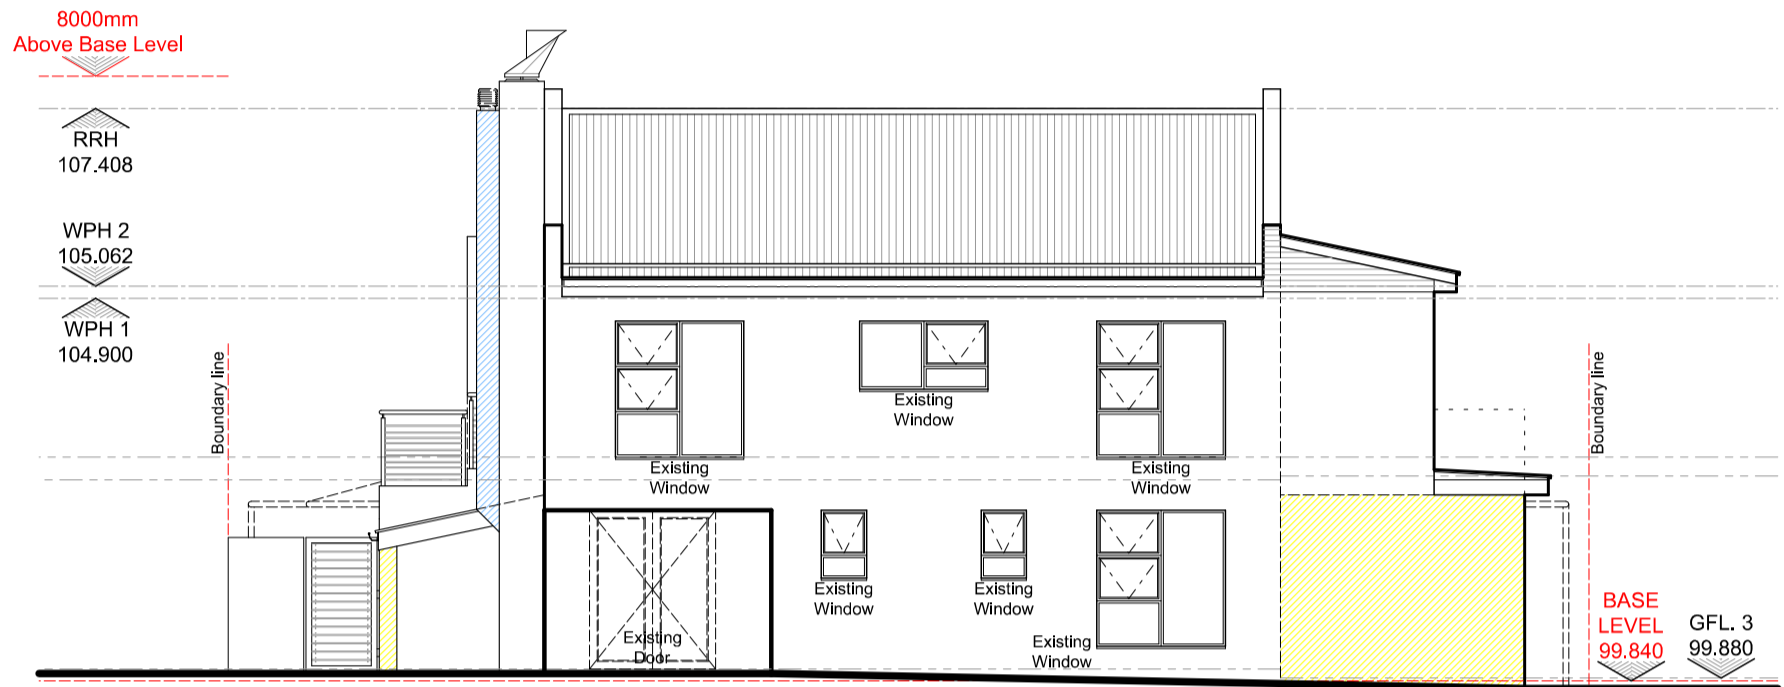 8000mm
Above Base Level
RRH
107.408
WPH 2
105.062
WPH 1
104.900
Boundary line
Existing
Window
Existing
Window
Existing
Window
Boundary line
Existing
Door
Existing
Window
Existing
Window
Existing
Window
BASE
LEVEL
99.840
GFL. 3
99.880